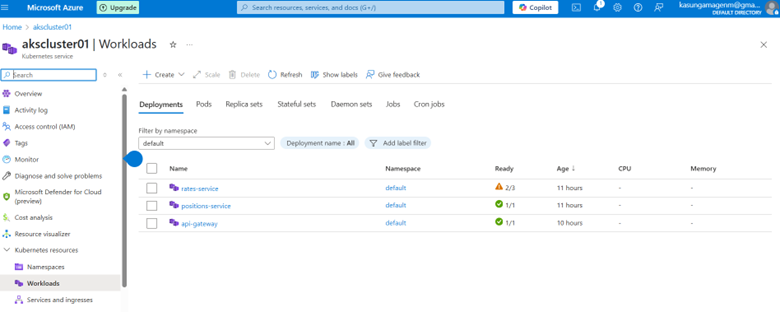 Microsoft Azure
Upgrade
Search resources, services, and docs (G+/)
Copilot
1
kasungamagenm@gma...
DEFAULT DIRECTORY
Home > akscluster01 >
akscluster01 | Workloads
Kubernetes service
Search
Create
Scale
Delete
Refresh
Show labels
Give feedback
Overview
Activity log
Access control (IAM)
Tags
Monitor
Diagnose and solve problems
Microsoft Defender for Cloud
(preview)
Cost analysis
Resource visualizer
Kubernetes resources
Namespaces
Workloads
Services and ingresses
Deployments Pods Replica sets Stateful sets Daemon sets Jobs Cron jobs
Filter by namespace
default
Deployment name : All
Add label filter
Name Namespace Ready Age ↓ CPU Memory
rates-service default 2/3 11 hours - -
positions-service default 1/1 11 hours - -
api-gateway default 1/1 10 hours - -